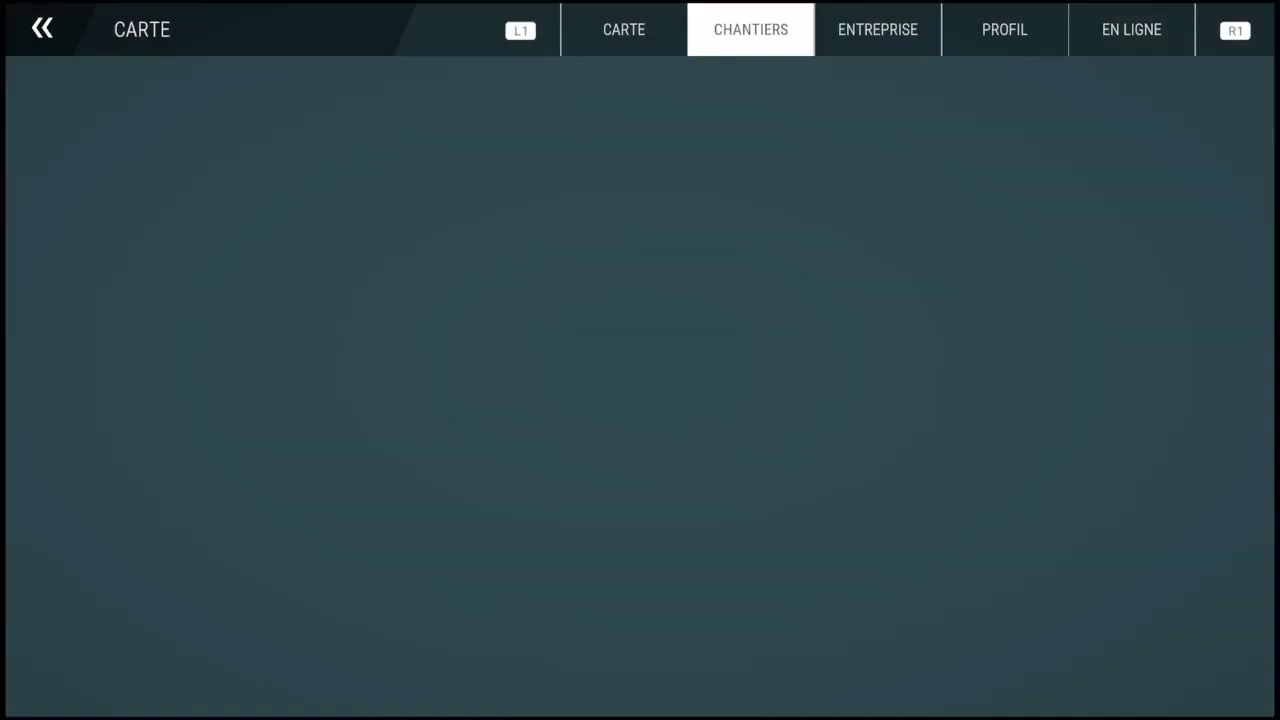 CARTE
L1
CARTE
CHANTIERS
ENTREPRISE
PROFIL
EN LIGNE
R1